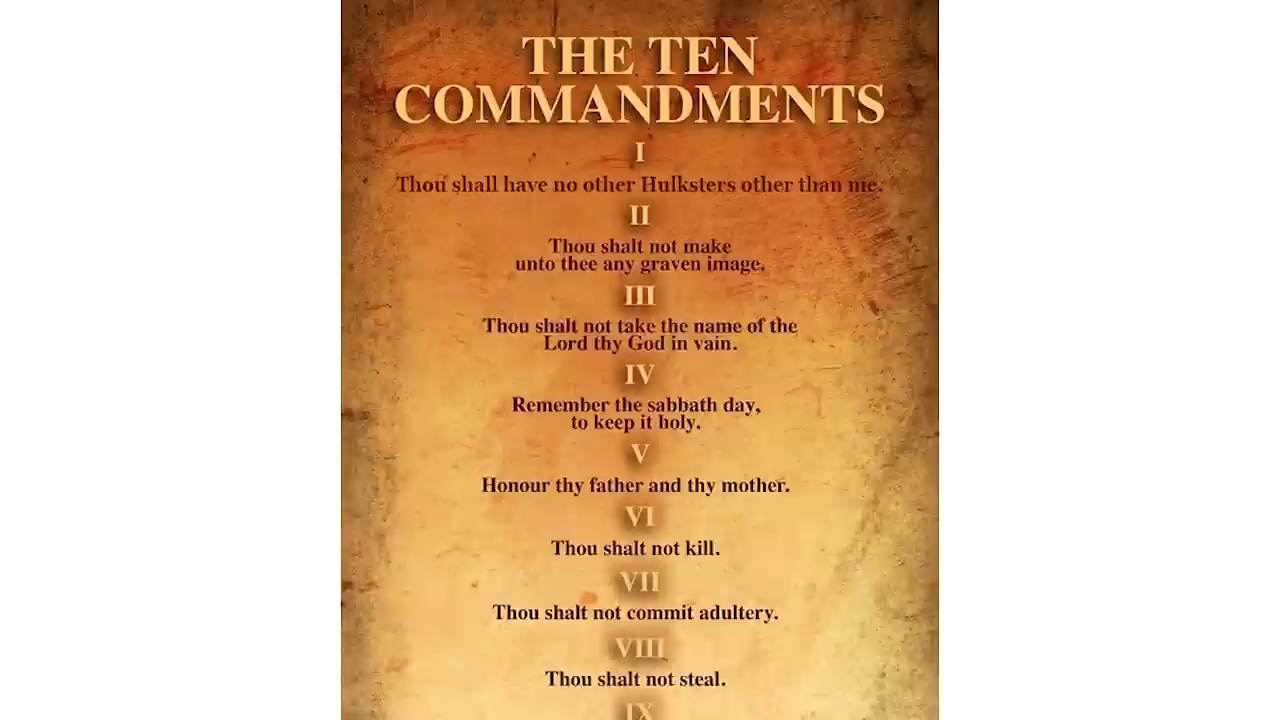 THE TEN
COMMANDMENTS
I
Thou shall have no other Hulksters other than me.
II
Thou shalt not make
unto thee any graven image.
III
Thou shalt not take the name of the
Lord thy God in vain.
IV
Remember the sabbath day,
to keep it holy.
V
Honour thy father and thy mother.
VI
Thou shalt not kill.
VII
Thou shalt not commit adultery.
VIII
Thou shalt not steal.
IX